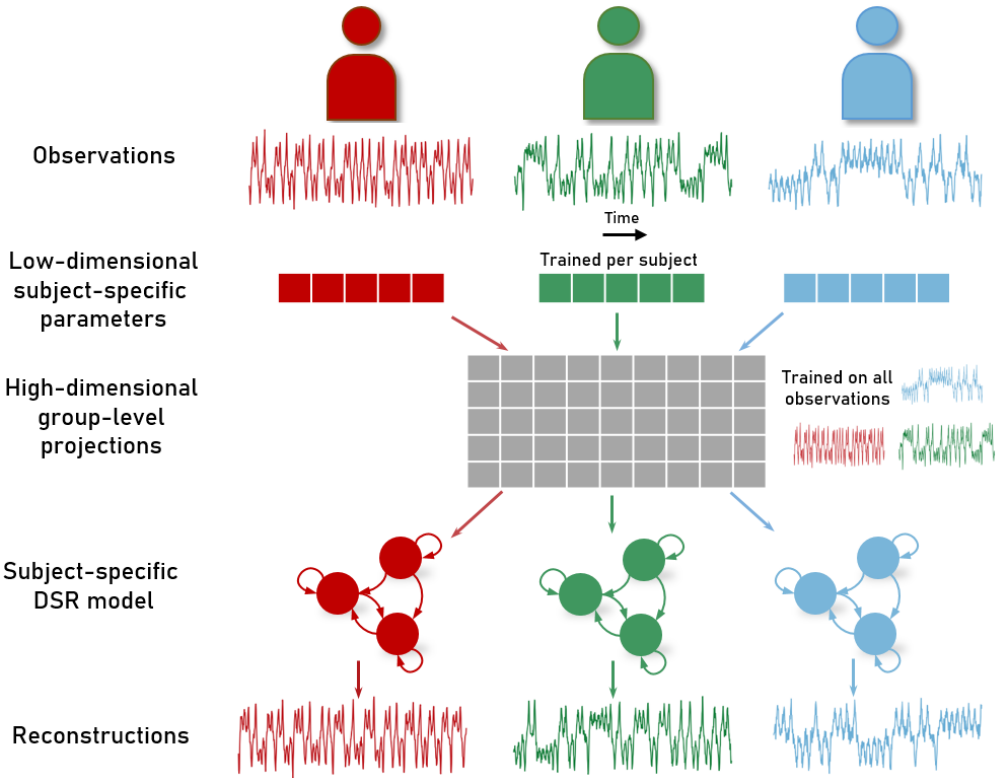 Observations
Time
Low-dimensional
subject-specific
parameters
Trained per subject
High-dimensional
group-level
projections
Trained on all
observations
Subject-specific
DSR model
Reconstructions